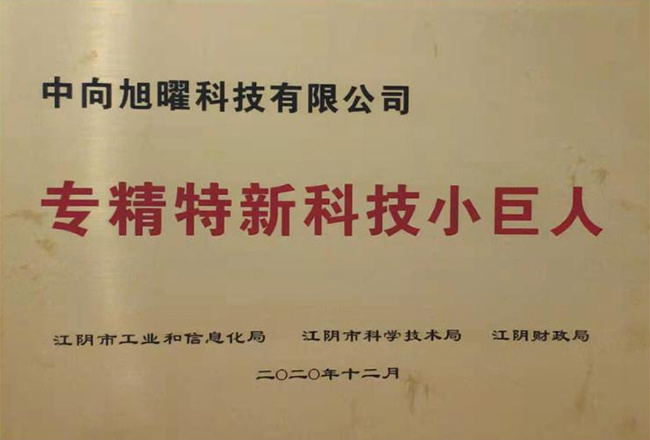 中向旭曜科技有限公司
专精特新科技小巨人
江阴市工业和信息化局 江阴市科学技术局 江阴财政局
二〇二〇年十二月